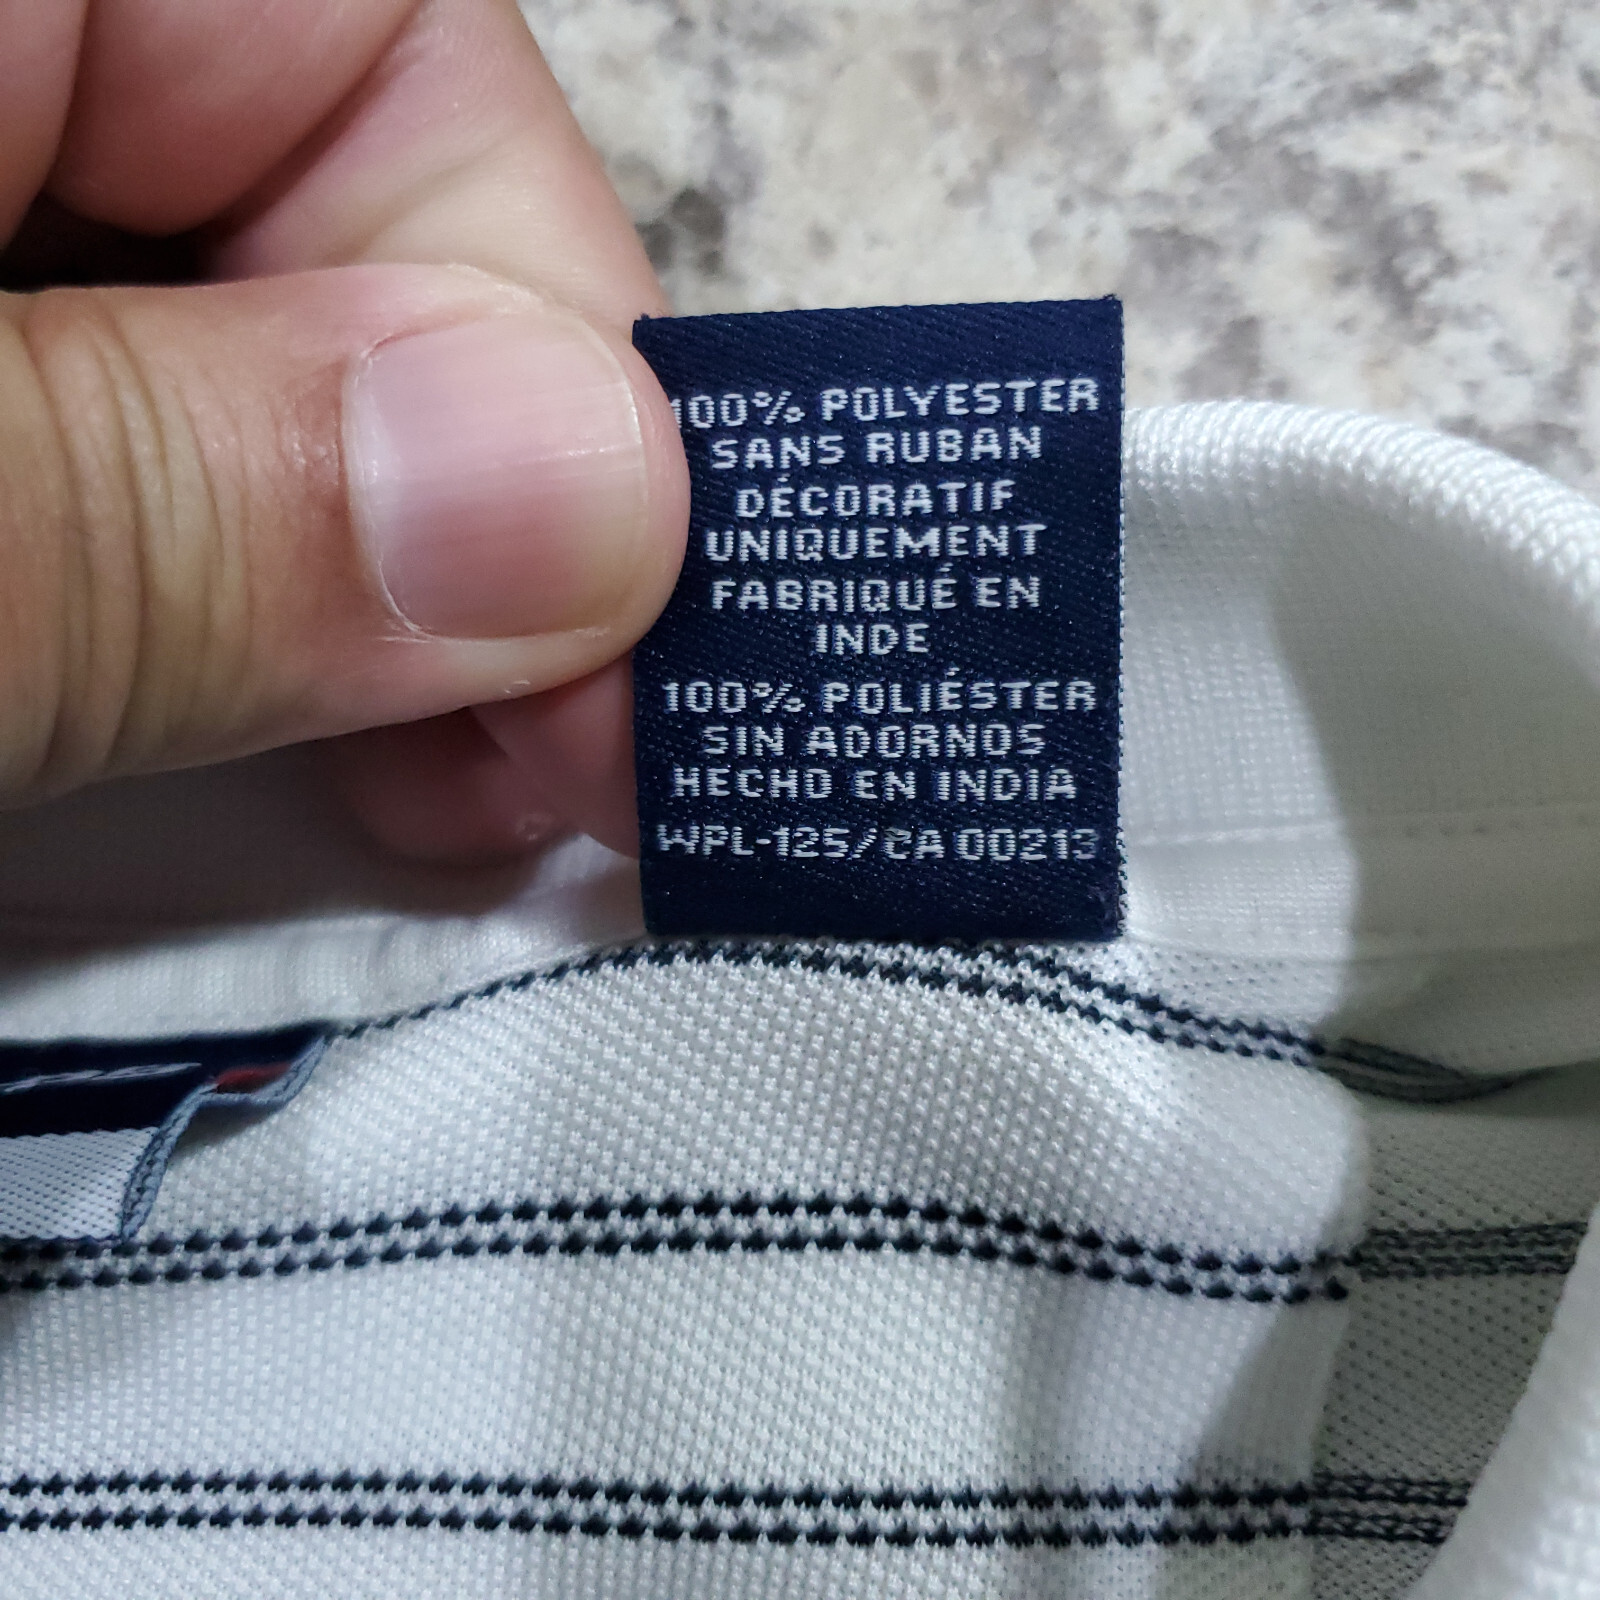 100% POLYESTER
SANS RUBAN
DÉCORATIF
UNIQUEMENT
FABRIQUÉ EN
INDE
100% POLIÉSTER
SIN ADORNOS
HECHO EN INDIA
WPL-125/CA 00213